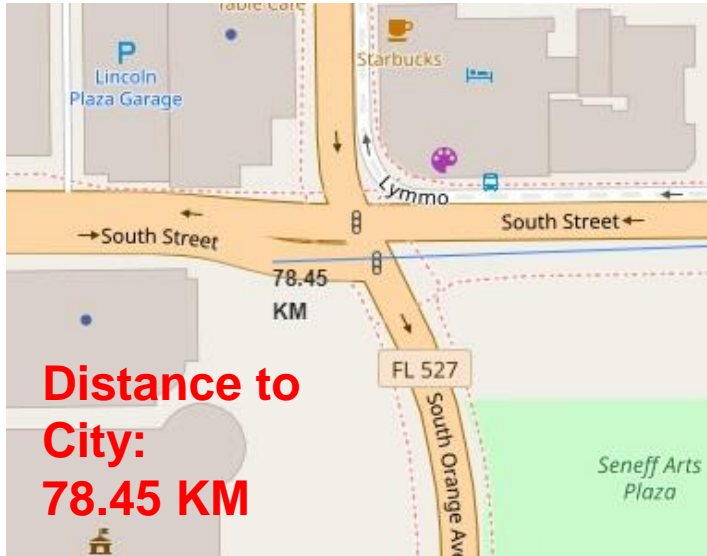 Table Cafe
P
Lincoln
Plaza Garage
Starbucks
Lymmo
South Street
South Street
78.45
KM
FL 527
Distance to
City:
78.45 KM
South Orange Ave
Seneff Arts
Plaza